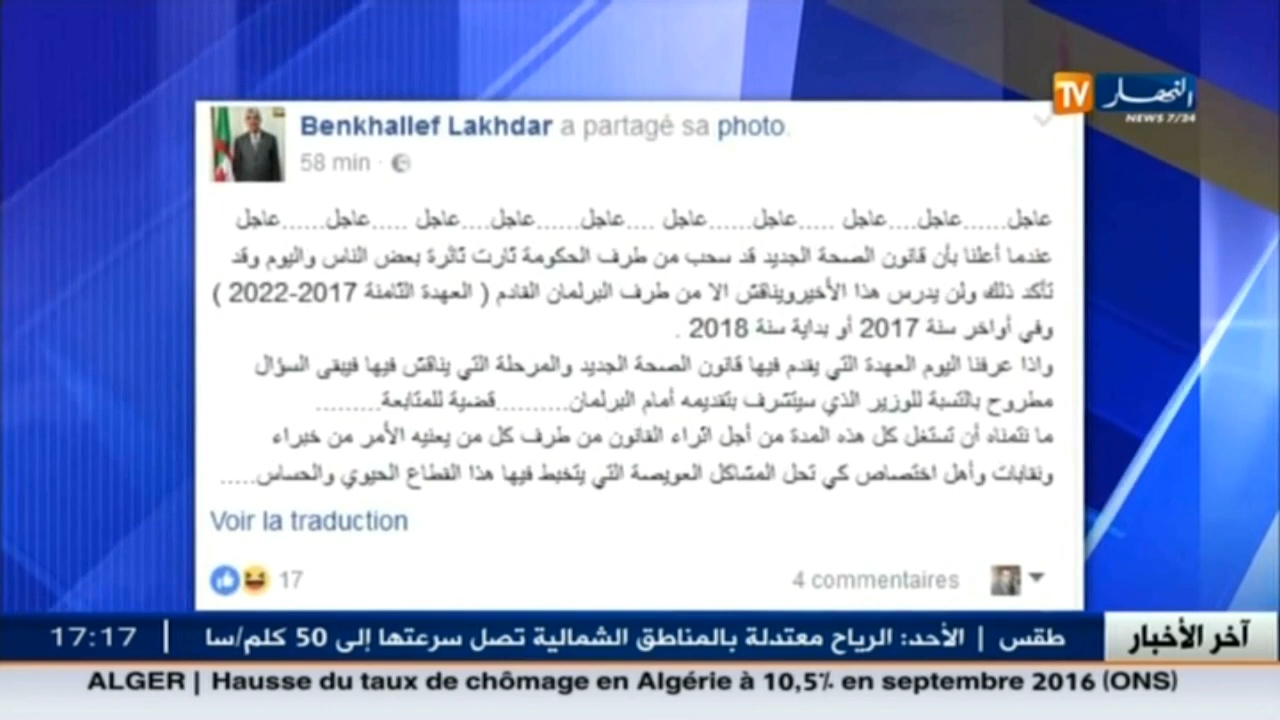 TV النهار
NEWS 7/24
Benkhallef Lakhdar a partagé sa photo.
58 min ·
عاجل......عاجل....عاجل .....عاجل......عاجل ....عاجل......عاجل....عاجل .....عاجل......عاجل
عندما أعلنا بأن قانون الصحة الجديد قد سحب من طرف الحكومة ثارت ثائرة بعض الناس واليوم وقد
تأكد ذلك ولن يدرس هذا الأخيرويناقش الا من طرف البرلمان القادم ( العهدة الثامنة 2017-2022 )
وفي أواخر سنة 2017 أو بداية سنة 2018 .
واذا عرفنا اليوم العهدة التي يقدم فيها قانون الصحة الجديد والمرحلة التي يناقش فيها فيبقى السؤال
مطروح بالنسبة للوزير الذي سيتشرف بتقديمه أمام البرلمان..........قضية للمتابعة.........
ما نتمناه أن تستغل كل هذه المدة من أجل اثراء القانون من طرف كل من يعنيه الأمر من خبراء
ونقابات وأهل اختصاص كي تحل المشاكل العويصة التي يتخبط فيها هذا القطاع الحيوي والحساس.....
Voir la traduction
17
4 commentaires
آخر الأخبار
طقس | الأحد: الرياح معتدلة بالمناطق الشمالية تصل سرعتها إلى 50 كلم/سا
17:17
ALGER | Hausse du taux de chômage en Algérie à 10,5% en septembre 2016 (ONS)